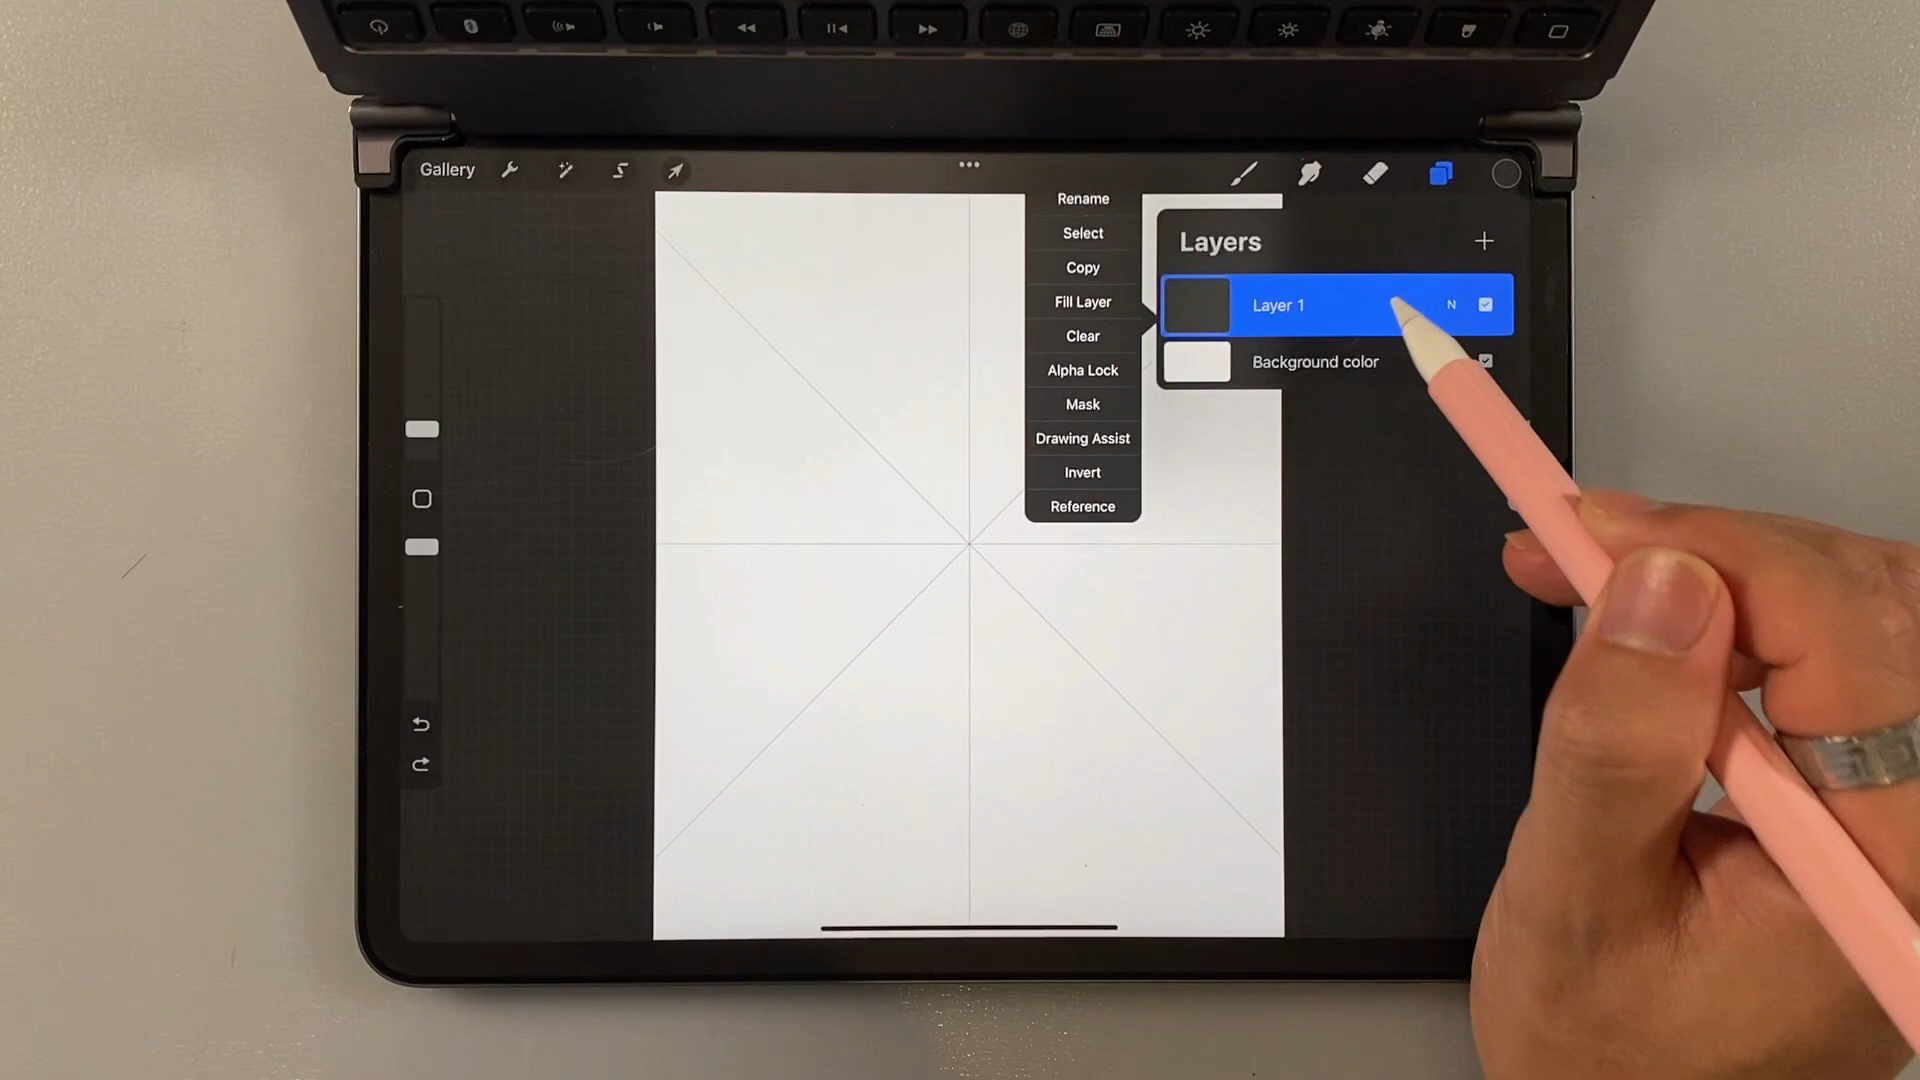 Gallery
Rename
Select
Copy
Fill Layer
Clear
Alpha Lock
Mask
Drawing Assist
Invert
Reference
Layers
Layer 1
N
Background color